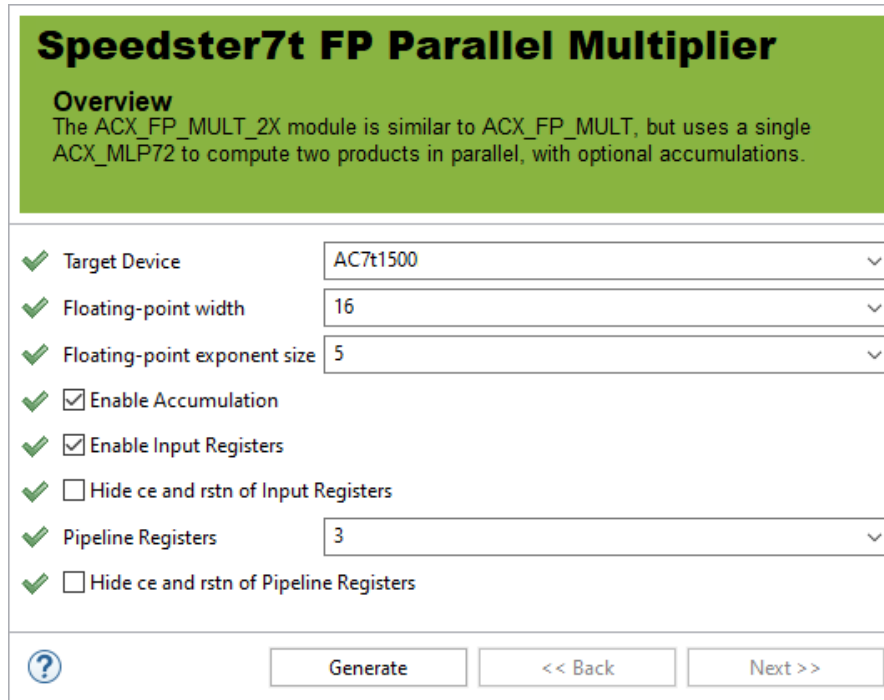 Speedster7t FP Parallel Multiplier
Overview
The ACX_FP_MULT_2X module is similar to ACX_FP_MULT, but uses a single
ACX_MLP72 to compute two products in parallel, with optional accumulations.
Target Device AC7t1500
Floating-point width 16
Floating-point exponent size 5
Enable Accumulation
Enable Input Registers
Hide ce and rstn of Input Registers
Pipeline Registers 3
Hide ce and rstn of Pipeline Registers
? Generate << Back Next >>